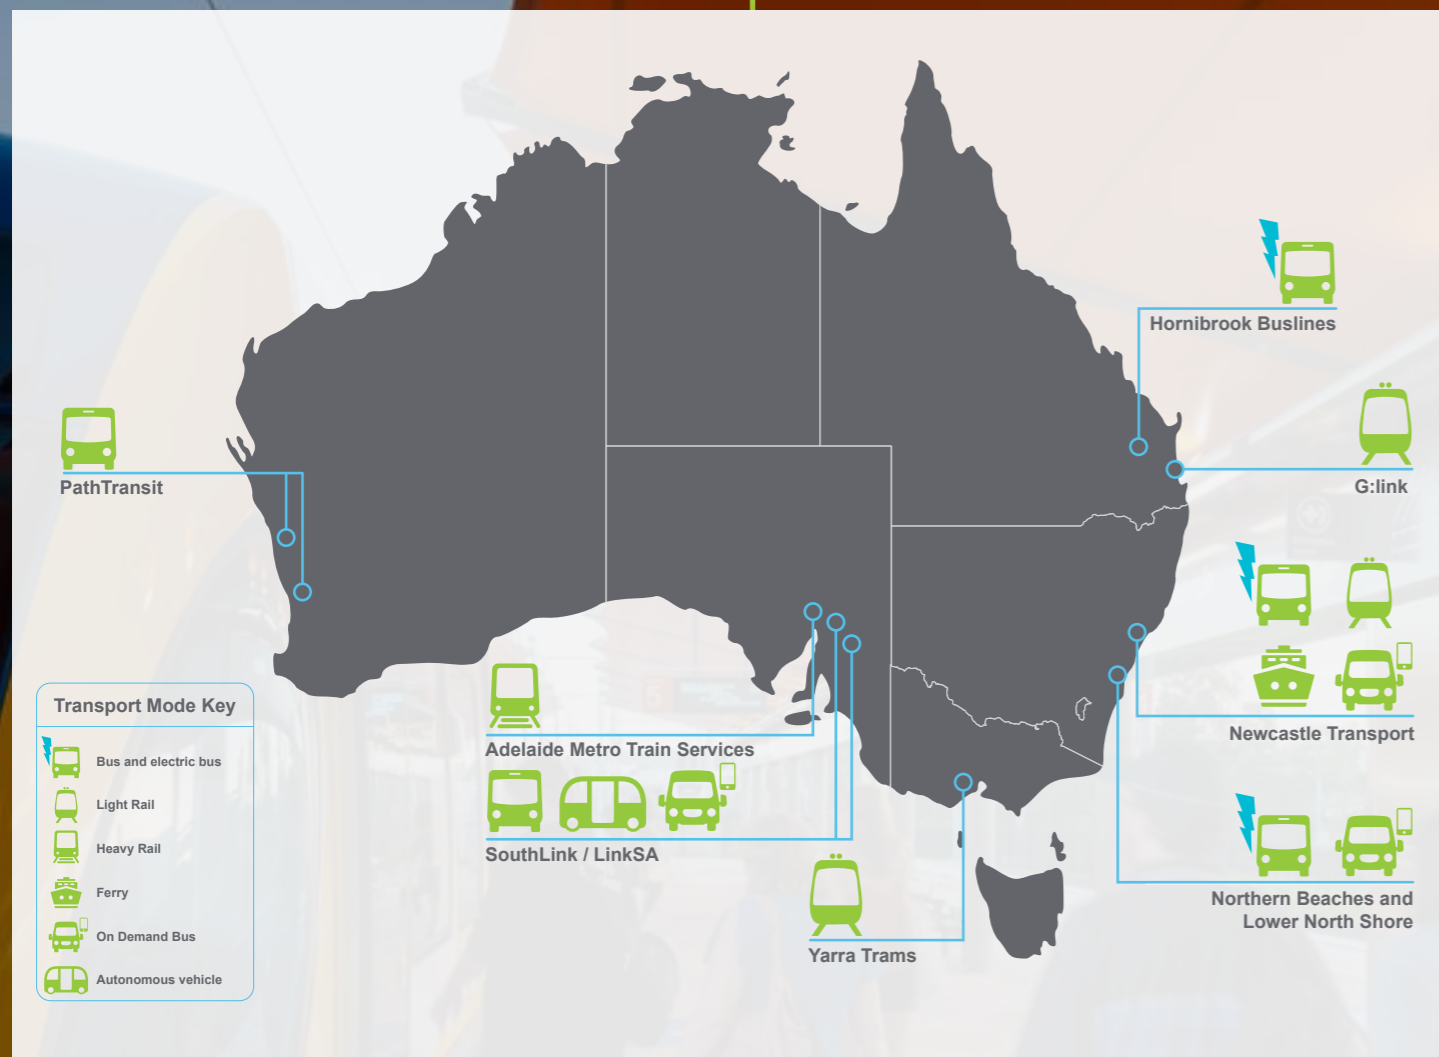 Hornibrook Buslines
PathTransit
G:link
Newcastle Transport
Transport Mode Key
Bus and electric bus
Light Rail
Heavy Rail
Ferry
On Demand Bus
Autonomous vehicle
Adelaide Metro Train Services
SouthLink / LinkSA
Yarra Trams
Northern Beaches and
Lower North Shore